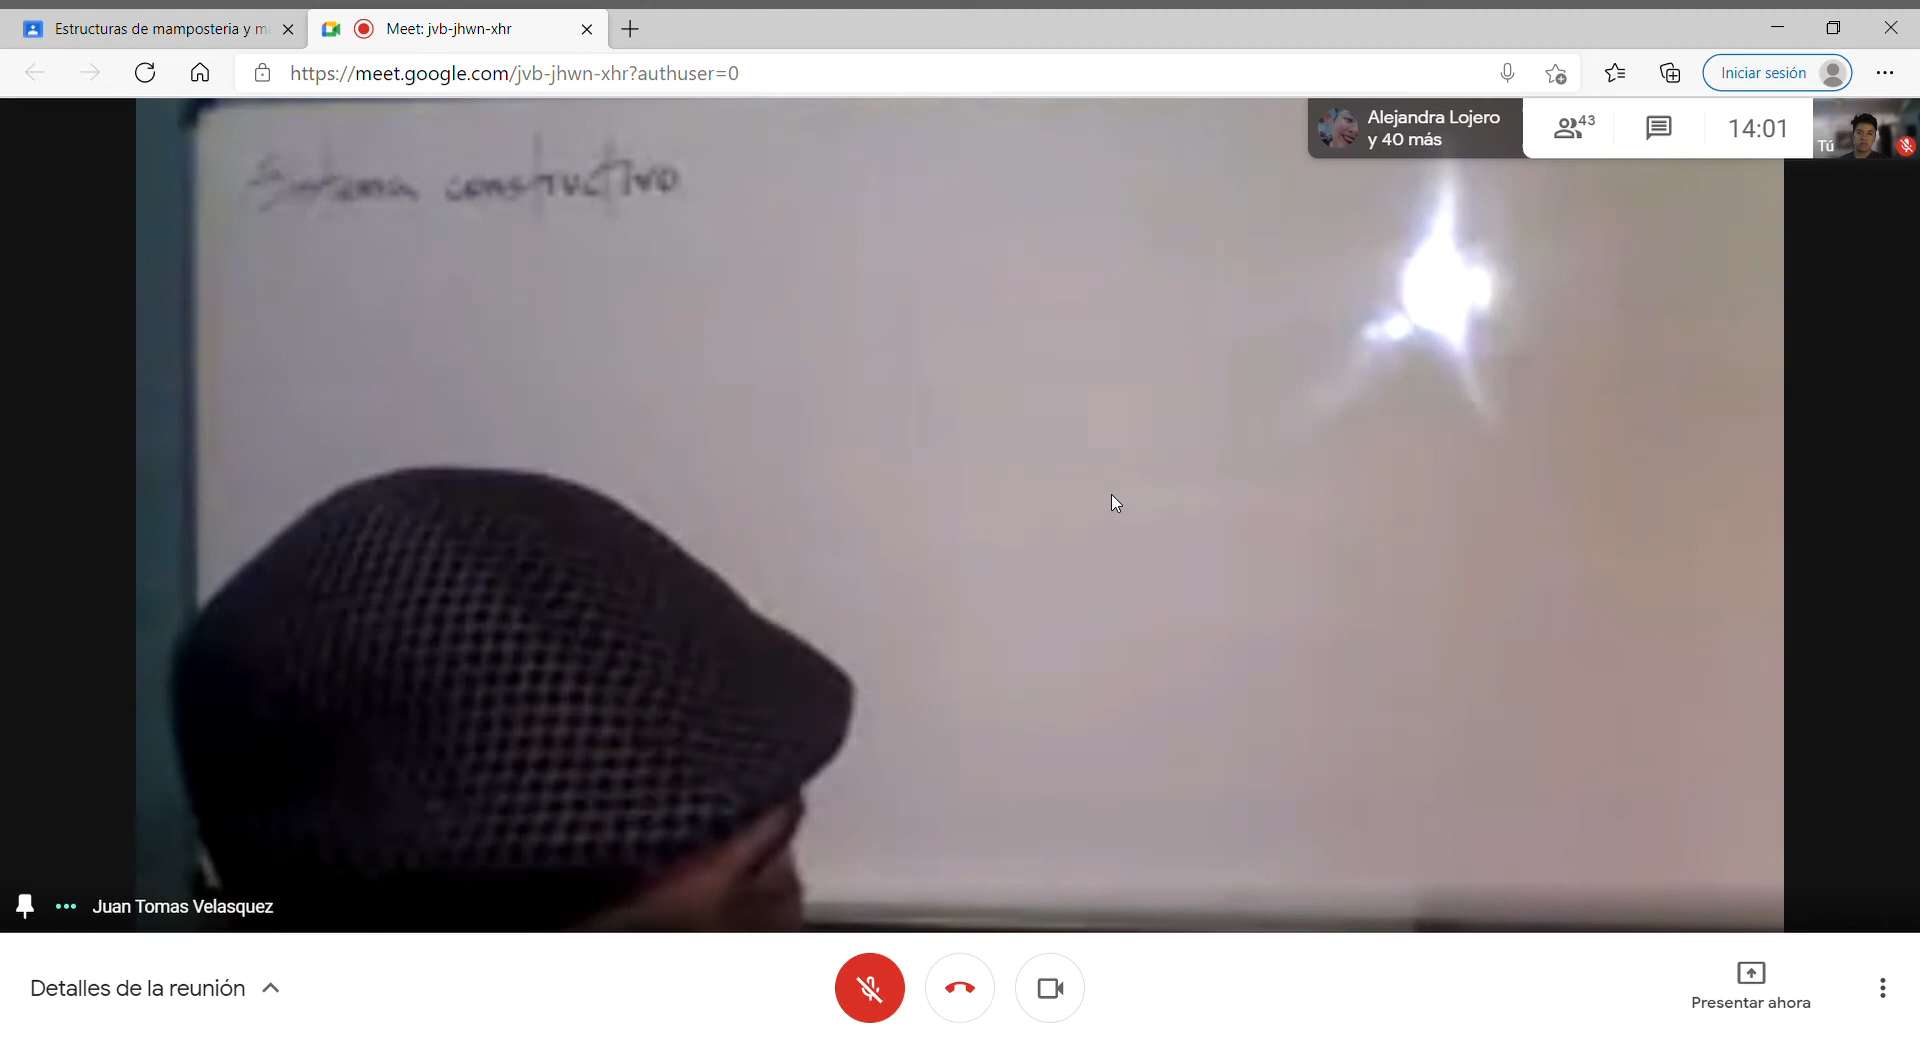 Estructuras de mamposteria y ma
Meet: jvb-jhwn-xhr
https://meet.google.com/jvb-jhwn-xhr?authuser=0
Iniciar sesión
Alejandra Lojero
y 40 más
43
14:01
Tú
Sistema constructivo
Juan Tomas Velasquez
Detalles de la reunión
Presentar ahora